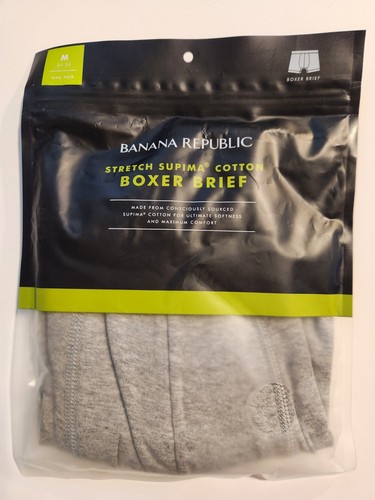 M
BOXER BRIEF
BANANA REPUBLIC
STRETCH SUPIMA® COTTON
BOXER BRIEF
MADE FROM CONSCIOUSLY SOURCED
SUPIMA® COTTON FOR ULTIMATE SOFTNESS
AND MAXIMUM COMFORT